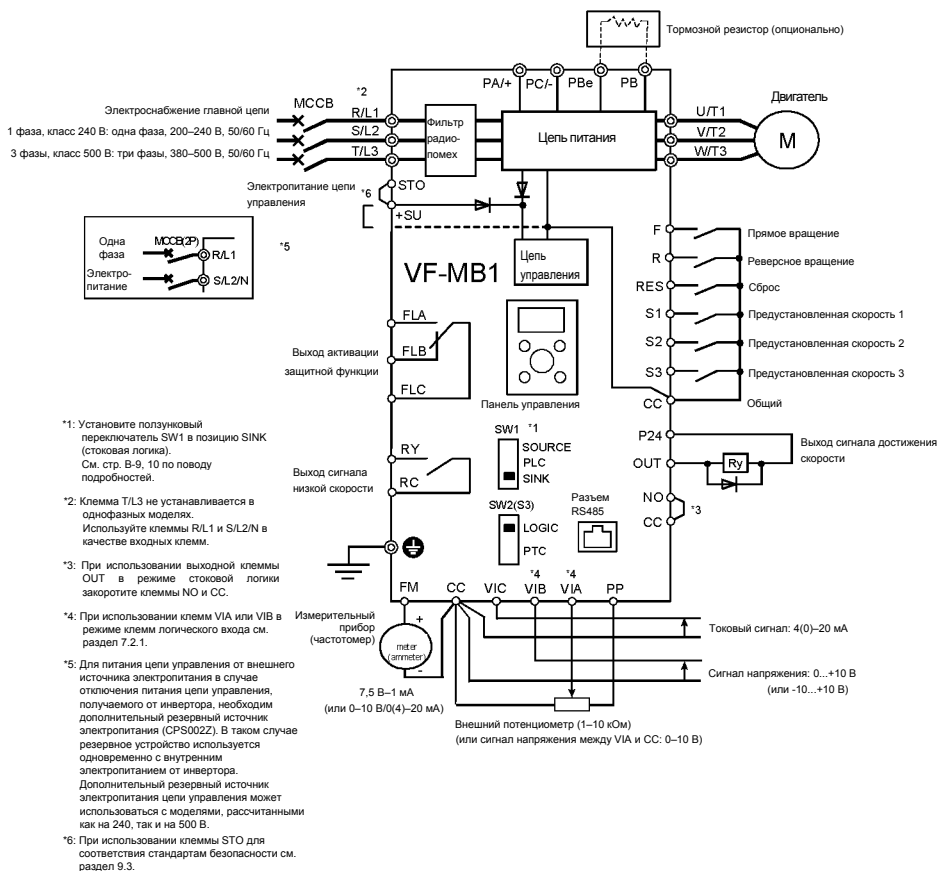 Тормозной резистор (опционально)
PA/+
PC/-
PBe
PB
*2
MCCB
Электроснабжение главной цепи
1 фаза, класс 240 В: одна фаза, 200–240 В, 50/60 Гц
3 фазы, класс 500 В: три фазы, 380–500 В, 50/60 Гц
R/L1
S/L2
T/L3
Фильтр
радио-
помех
Цепь питания
U/T1
V/T2
W/T3
Двигатель
M
Электропитание цепи
управления
*6
STO
+SU
Цепь
управления
VF-MB1
Одна
фаза
MCCB(2P)
R/L1
Электро-
питание
S/L2/N
*5
F
Прямое вращение
R
Реверсное вращение
RES
Сброс
S1
Предустановленная скорость 1
S2
Предустановленная скорость 2
S3
Предустановленная скорость 3
CC
Общий
FLA
FLB
FLC
Выход активации
защитной функции
Панель управления
SW1
*1
SOURCE
PLC
SINK
RY
RC
Выход сигнала
низкой скорости
SW2(S3)
LOGIC
PTC
Разъем
RS485
P24
OUT
Ry
Выход сигнала достижения
скорости
NO
CC
*3
*4
*4
FM
CC
VIC
VIB
VIA
PP
Измерительный
прибор
(частотомер)
+
meter
(ammeter)
-
7,5 В–1 мА
(или 0–10 В/0(4)–20 мА)
Токовый сигнал: 4(0)–20 мА
Сигнал напряжения: 0...+10 В
(или -10...+10 В)
Внешний потенциометр (1–10 кОм)
(или сигнал напряжения между VIA и CC: 0–10 В)
*1: Установите ползунковый
переключатель SW1 в позицию SINK
(стоковая логика).
См. стр. B-9, 10 по поводу
подробностей.
*2: Клемма T/L3 не устанавливается в
однофазных моделях.
Используйте клеммы R/L1 и S/L2/N в
качестве входных клемм.
*3: При использовании выходной клеммы
OUT в режиме стоковой логики
закоротите клеммы NO и CC.
*4: При использовании клемм VIA или VIB в
режиме клемм логического входа см.
раздел 7.2.1.
*5: Для питания цепи управления от внешнего
источника электропитания в случае
отключения питания цепи управления,
получаемого от инвертора, необходим
дополнительный резервный источник
электропитания (CPS002Z). В таком случае
резервное устройство используется
одновременно с внутренним
электропитанием от инвертора.
Дополнительный резервный источник
электропитания цепи управления может
использоваться с моделями, рассчитанными
как на 240, так и на 500 В.
*6: При использовании клеммы STO для
соответствия стандартам безопасности см.
раздел 9.3.